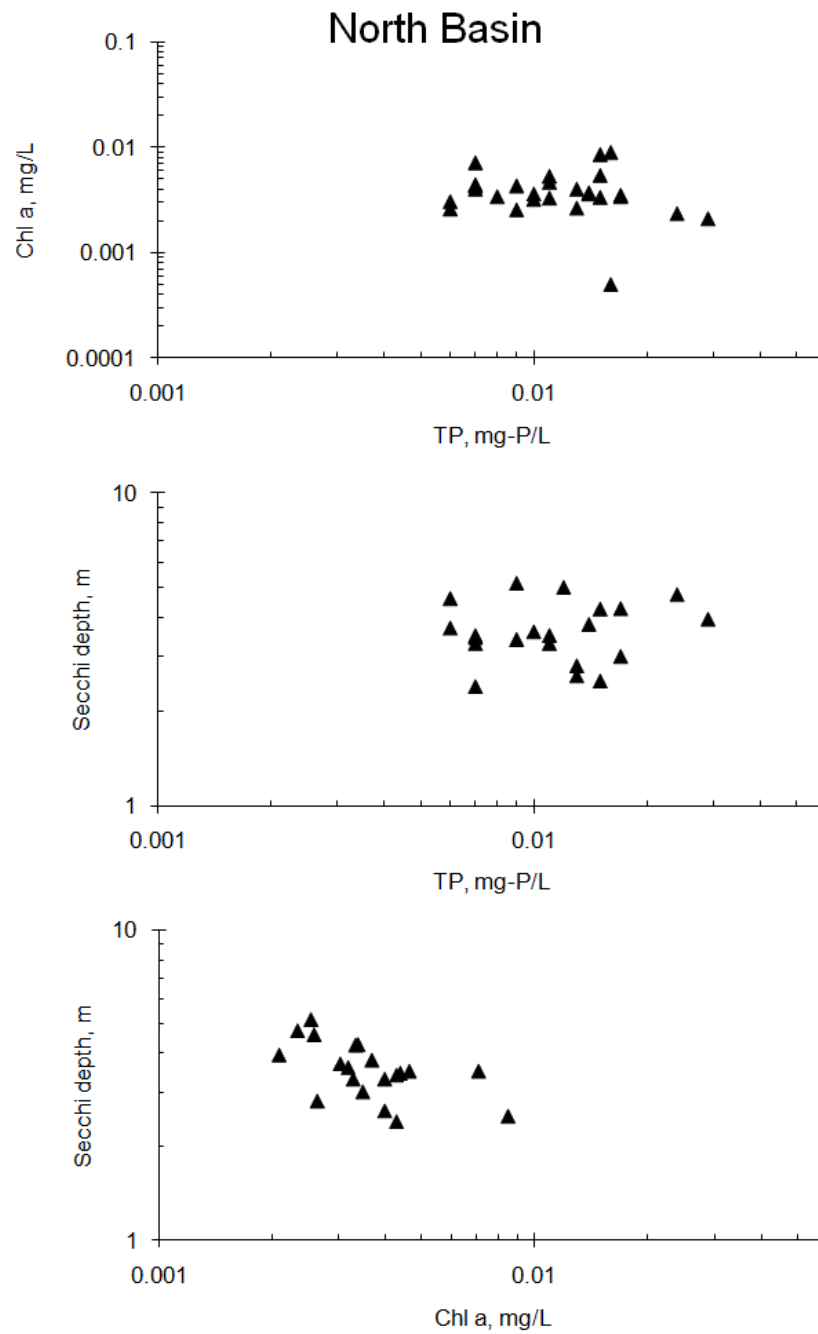 North Basin
0.1
0.01
0.001
0.0001
Chl a, mg/L
0.001
0.01
TP, mg-P/L
10
1
Secchi depth, m
0.001
0.01
TP, mg-P/L
10
1
Secchi depth, m
0.001
0.01
Chl a, mg/L